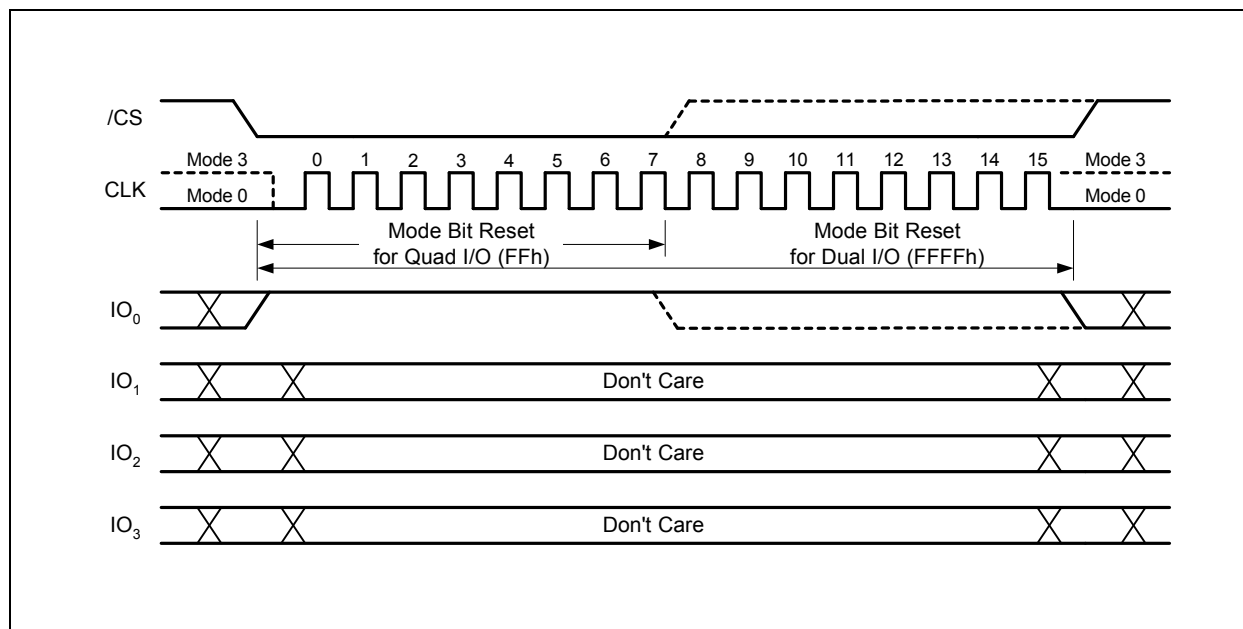 /CS
Mode 3 0 1 2 3 4 5 6 7 8 9 10 11 12 13 14 15 Mode 3
CLK
Mode 0 Mode 0
Mode Bit Reset
for Quad I/O (FFh)
Mode Bit Reset
for Dual I/O (FFFFh)
IO0
IO1 Don't Care
IO2 Don't Care
IO3 Don't Care